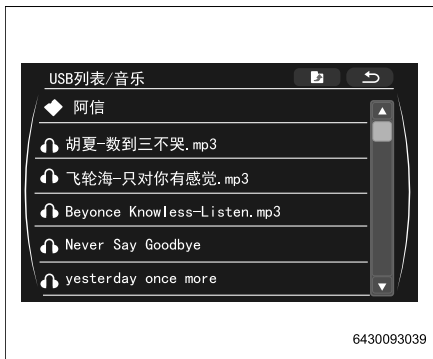 USB列表/音乐
阿信
胡夏-数到三不哭.mp3
飞轮海-只对你有感觉.mp3
Beyonce Knowless-Listen.mp3
Never Say Goodbye
yesterday once more
6430093039